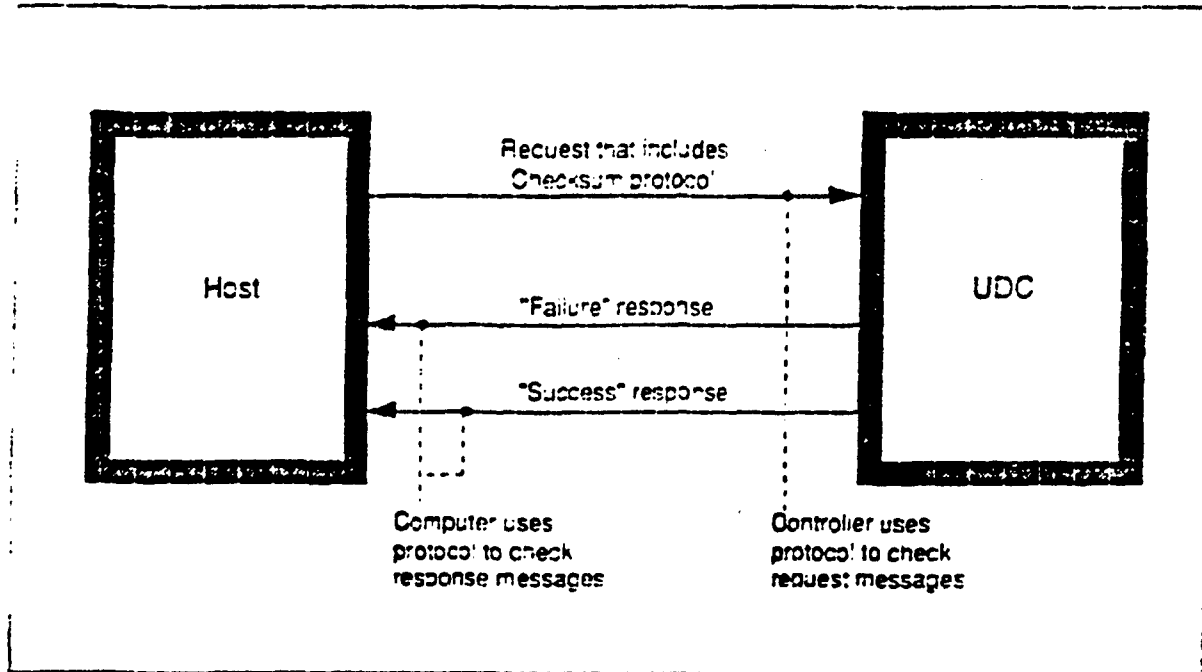 Request that includes
Checksum protocol
Host
UDC
"Failure" response
"Success" response
Computer uses
protocol to check
response messages
Controller uses
protocol to check
request messages